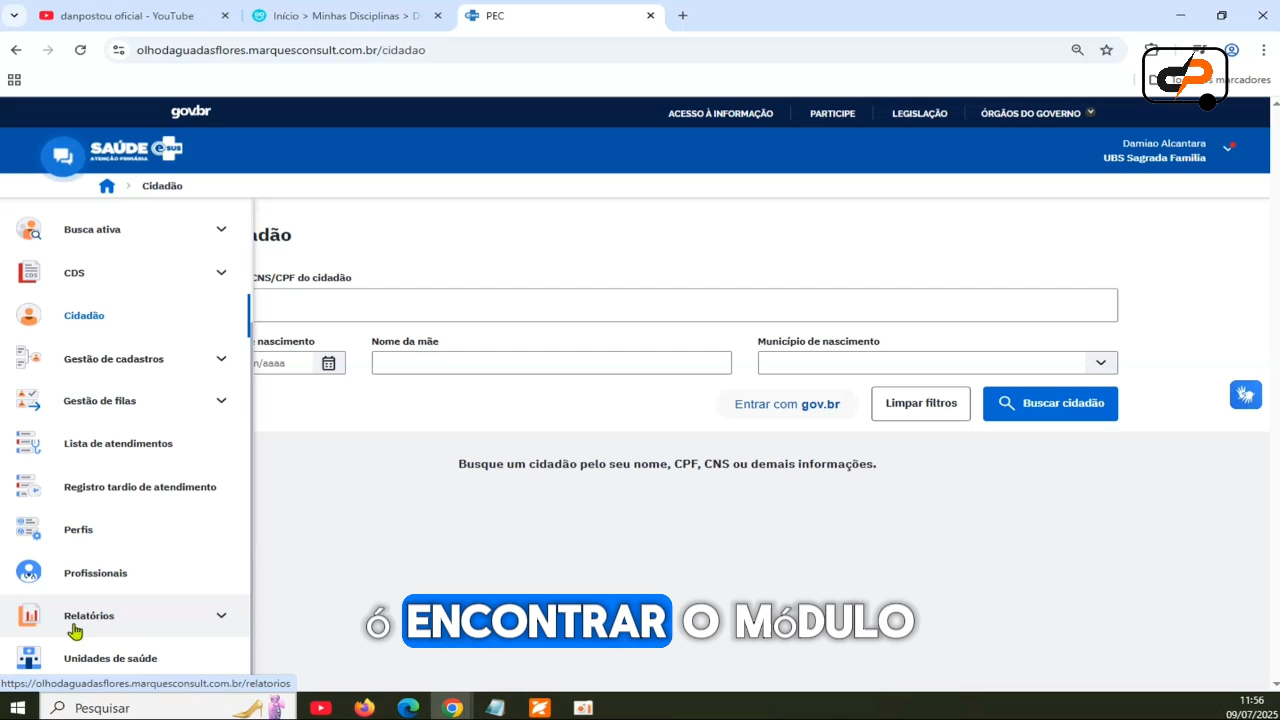 danpostou oficial - YouTube
Início > Minhas Disciplinas > D
PEC
olhodaguadasflores.marquesconsult.com.br/cidadao
marcadores
gov.br
ACESSO À INFORMAÇÃO
PARTICIPE
LEGISLAÇÃO
ÓRGÃOS DO GOVERNO
SAÚDE e-SUS
ATENÇÃO PRIMÁRIA
Damiao Alcantara
UBS Sagrada Familia
Cidadão
Busca ativa
CDS
Cidadão
Gestão de cadastros
Gestão de filas
Lista de atendimentos
Registro tardio de atendimento
Perfis
Profissionais
Relatórios
Unidades de saúde
adão
CNS/CPF do cidadão
nascimento
Nome da mãe
Município de nascimento
/aaaa
Entrar com gov.br
Limpar filtros
Buscar cidadão
Busque um cidadão pelo seu nome, CPF, CNS ou demais informações.
Ó ENCONTRAR O MÓDULO
https://olhodaguadasflores.marquesconsult.com.br/relatorios
Pesquisar
11:56
09/07/2025